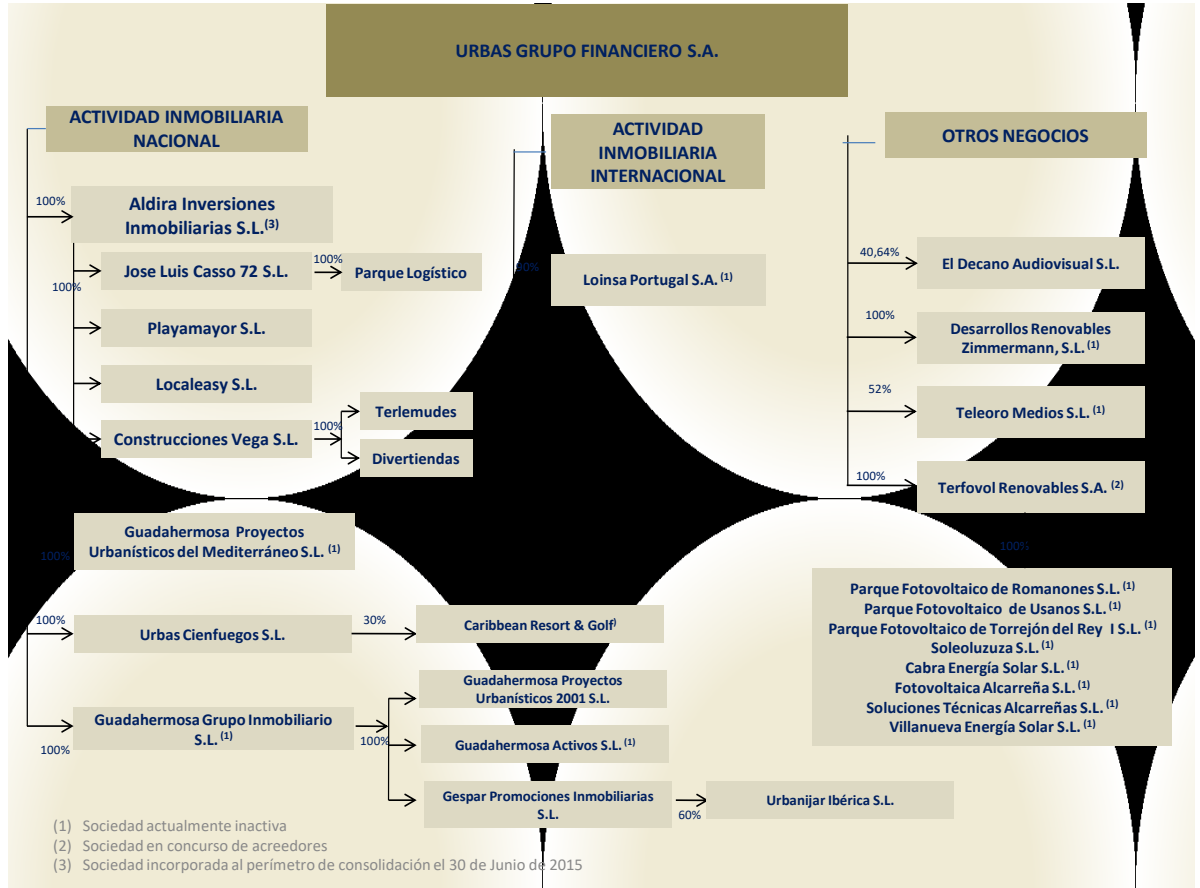 URBAS GRUPO FINANCIERO S.A.
ACTIVIDAD INMOBILIARIA
NACIONAL
100%
Aldira Inversiones
Inmobiliarias S.L.(3)
100%
Jose Luis Casso 72 S.L.
100%
Parque Logístico
Playamayor S.L.
Localeasy S.L.
Construcciones Vega S.L.
100%
Terlemudes
Divertiendas
100%
Guadahermosa Proyectos
Urbanísticos del Mediterráneo S.L. (1)
100%
Urbas Cienfuegos S.L.
30%
Caribbean Resort & Golf)
100%
Guadahermosa Grupo Inmobiliario
S.L. (1)
100%
Guadahermosa Proyectos
Urbanísticos 2001 S.L.
Guadahermosa Activos S.L. (1)
Gespar Promociones Inmobiliarias
S.L.
60%
Urbanijar Ibérica S.L.
ACTIVIDAD
INMOBILIARIA
INTERNACIONAL
Loinsa Portugal S.A. (1)
OTROS NEGOCIOS
40,64%
El Decano Audiovisual S.L.
100%
Desarrollos Renovables
Zimmermann, S.L. (1)
52%
Teleoro Medios S.L. (1)
100%
Terfovol Renovables S.A. (2)
100%
Parque Fotovoltaico de Romanones S.L. (1)
Parque Fotovoltaico de Usanos S.L. (1)
Parque Fotovoltaico de Torrejón del Rey I S.L. (1)
Soleoluzuza S.L. (1)
Cabra Energía Solar S.L. (1)
Fotovoltaica Alcarreña S.L. (1)
Soluciones Técnicas Alcarreñas S.L. (1)
Villanueva Energía Solar S.L. (1)
(1) Sociedad actualmente inactiva
(2) Sociedad en concurso de acreedores
(3) Sociedad incorporada al perímetro de consolidación el 30 de Junio de 2015